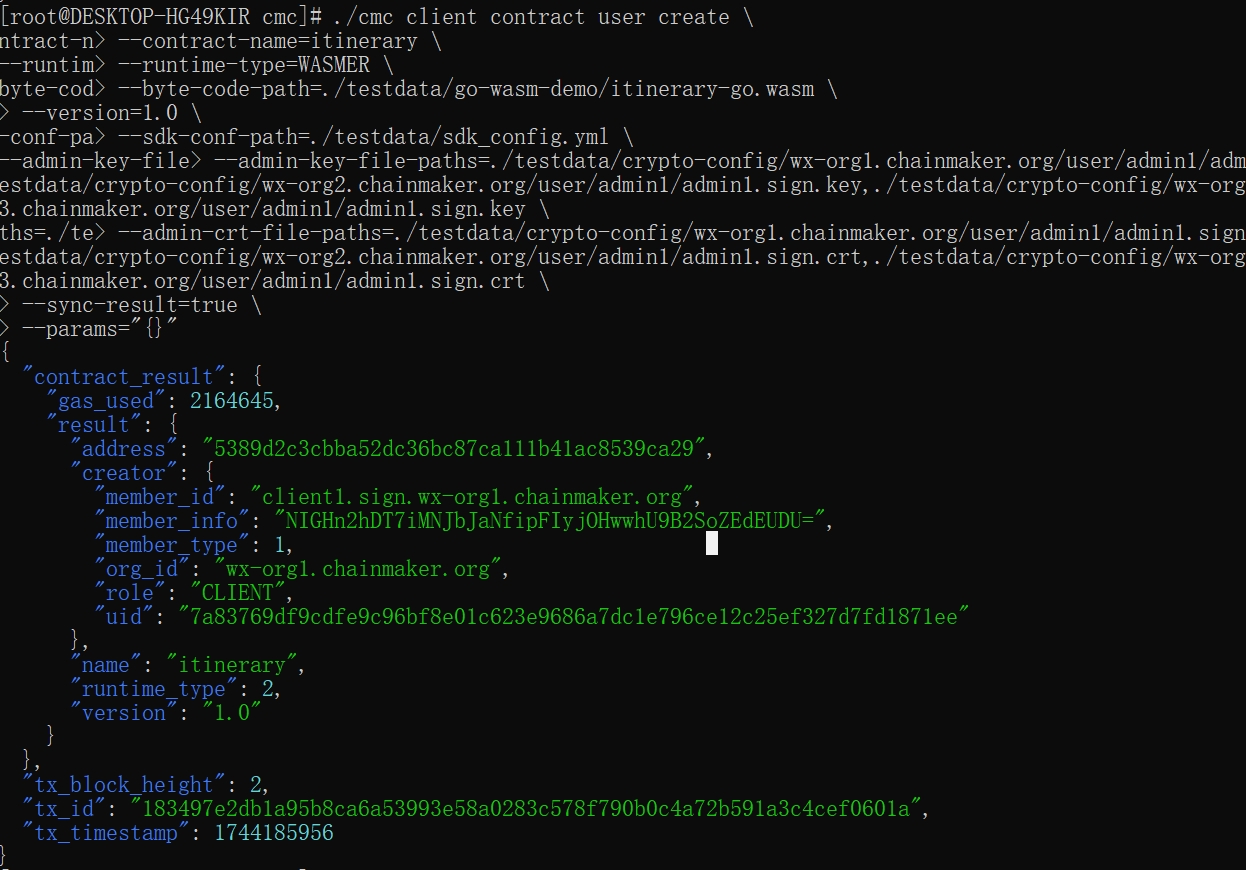 [root@DESKTOP-HG49KIR cmc]# ./cmc client contract user create \
ntract-n> --contract-name=itinerary \
--runtim> --runtime-type=WASMER \
byte-cod> --byte-code-path=./testdata/go-wasm-demo/itinerary-go.wasm \
> --version=1.0 \
-conf-pa> --sdk-conf-path=./testdata/sdk_config.yml \
--admin-key-file> --admin-key-file-paths=./testdata/crypto-config/wx-org1.chainmaker.org/user/admin1/adm
estdata/crypto-config/wx-org2.chainmaker.org/user/admin1/admin1.sign.key,./testdata/crypto-config/wx-org
3.chainmaker.org/user/admin1/admin1.sign.key \
ths=./te> --admin-crt-file-paths=./testdata/crypto-config/wx-org1.chainmaker.org/user/admin1/admin1.sign
estdata/crypto-config/wx-org2.chainmaker.org/user/admin1/admin1.sign.crt,./testdata/crypto-config/wx-org
3.chainmaker.org/user/admin1/admin1.sign.crt \
> --sync-result=true \
> --params="{}"
{
  "contract_result": {
    "gas_used": 2164645,
    "result": {
      "address": "5389d2c3cbba52dc36bc87ca111b41ac8539ca29",
      "creator": {
        "member_id": "client1.sign.wx-org1.chainmaker.org",
        "member_info": "NIGHn2hDT7iMNJbJaNfipFIyjOHwwhU9B2SoZEdEUDU=",
        "member_type": 1,
        "org_id": "wx-org1.chainmaker.org",
        "role": "CLIENT",
        "uid": "7a83769df9cdfe9c96bf8e01c623e9686a7dc1e796ce12c25ef327d7fd1871ee"
      },
      "name": "itinerary",
      "runtime_type": 2,
      "version": "1.0"
    }
  },
  "tx_block_height": 2,
  "tx_id": "183497e2db1a95b8ca6a53993e58a0283c578f790b0c4a72b591a3c4cef0601a",
  "tx_timestamp": 1744185956
}